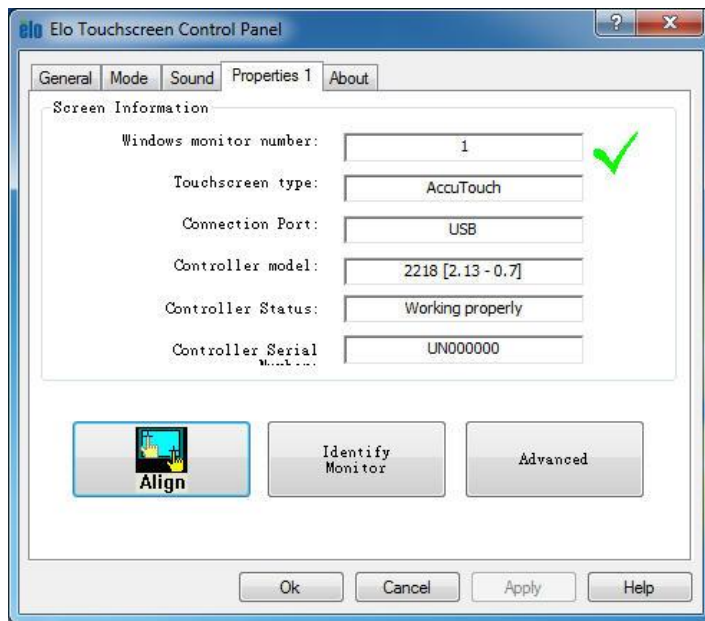 elo Elo Touchscreen Control Panel
General Mode Sound Properties 1 About
Screen Information
Windows monitor number: 1
Touchscreen type: AccuTouch
Connection Port: USB
Controller model: 2218 [2.13 - 0.7]
Controller Status: Working properly
Controller Serial UN000000
Align
Identify
Monitor
Advanced
Ok Cancel Apply Help